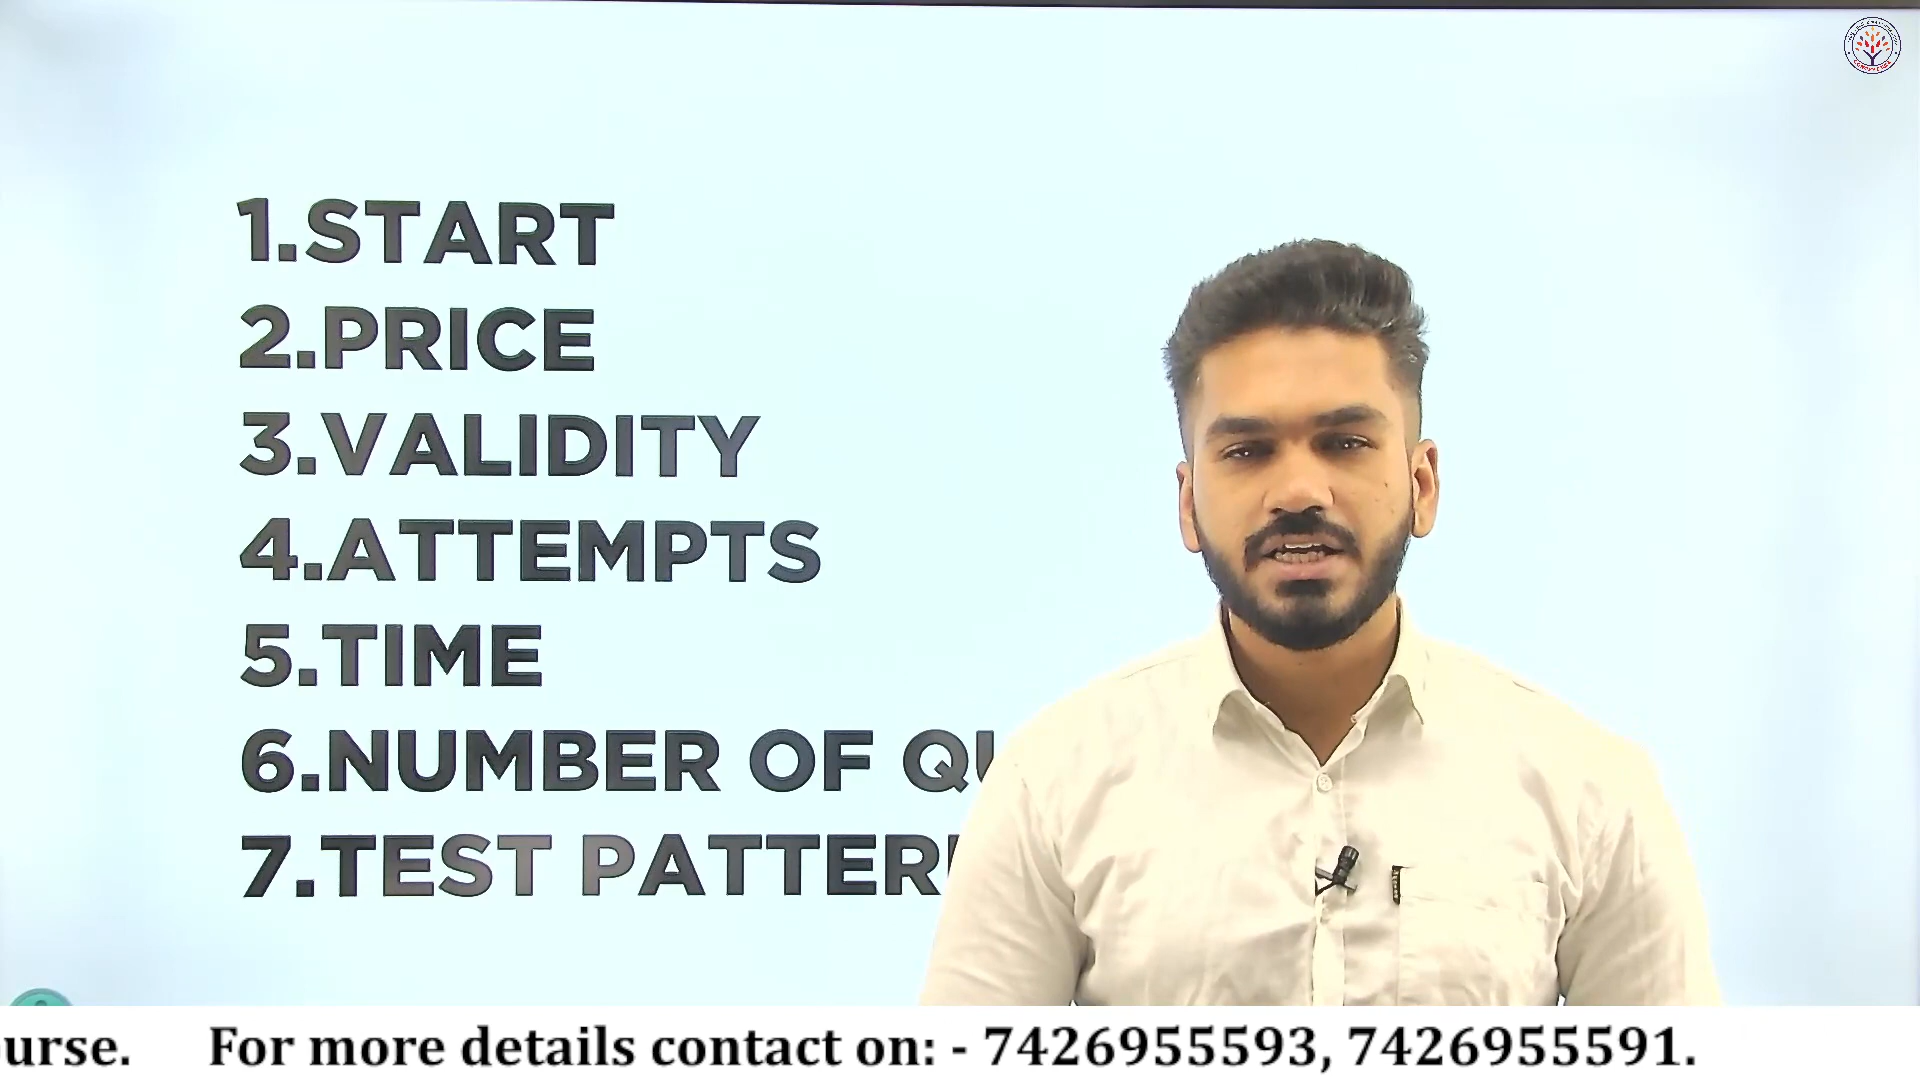 1.START
2.PRICE
3.VALIDITY
4.ATTEMPTS
5.TIME
6.NUMBER OF
7.TEST
For more details contact on: - 7426955593, 7426955591.